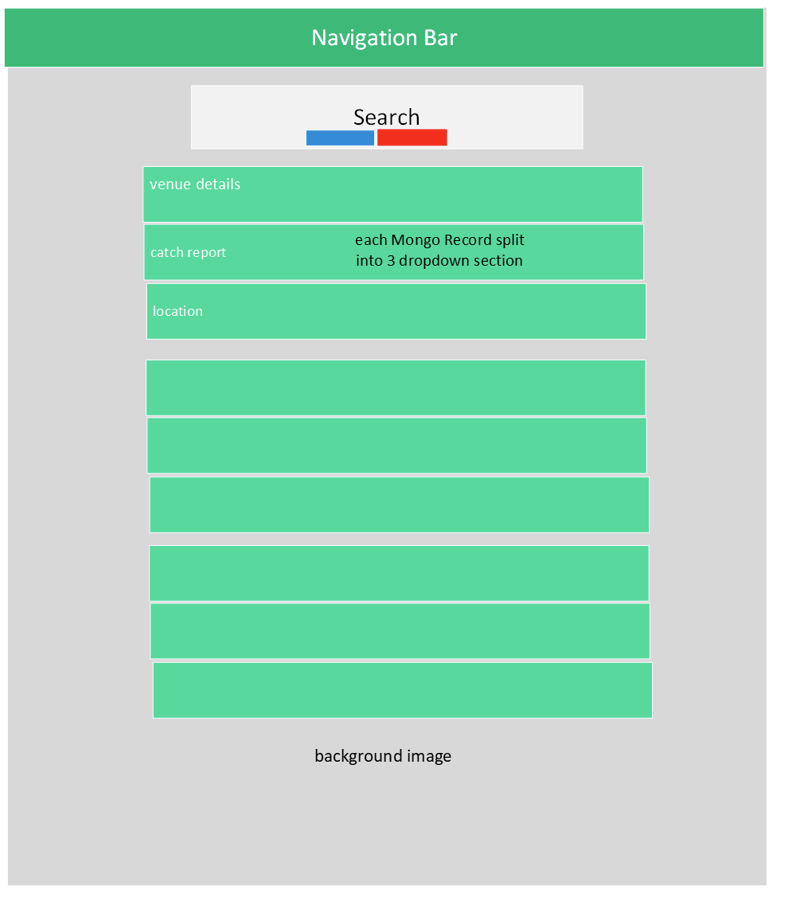 Navigation Bar
Search
venue details
catch report
each Mongo Record split
into 3 dropdown section
location
background image